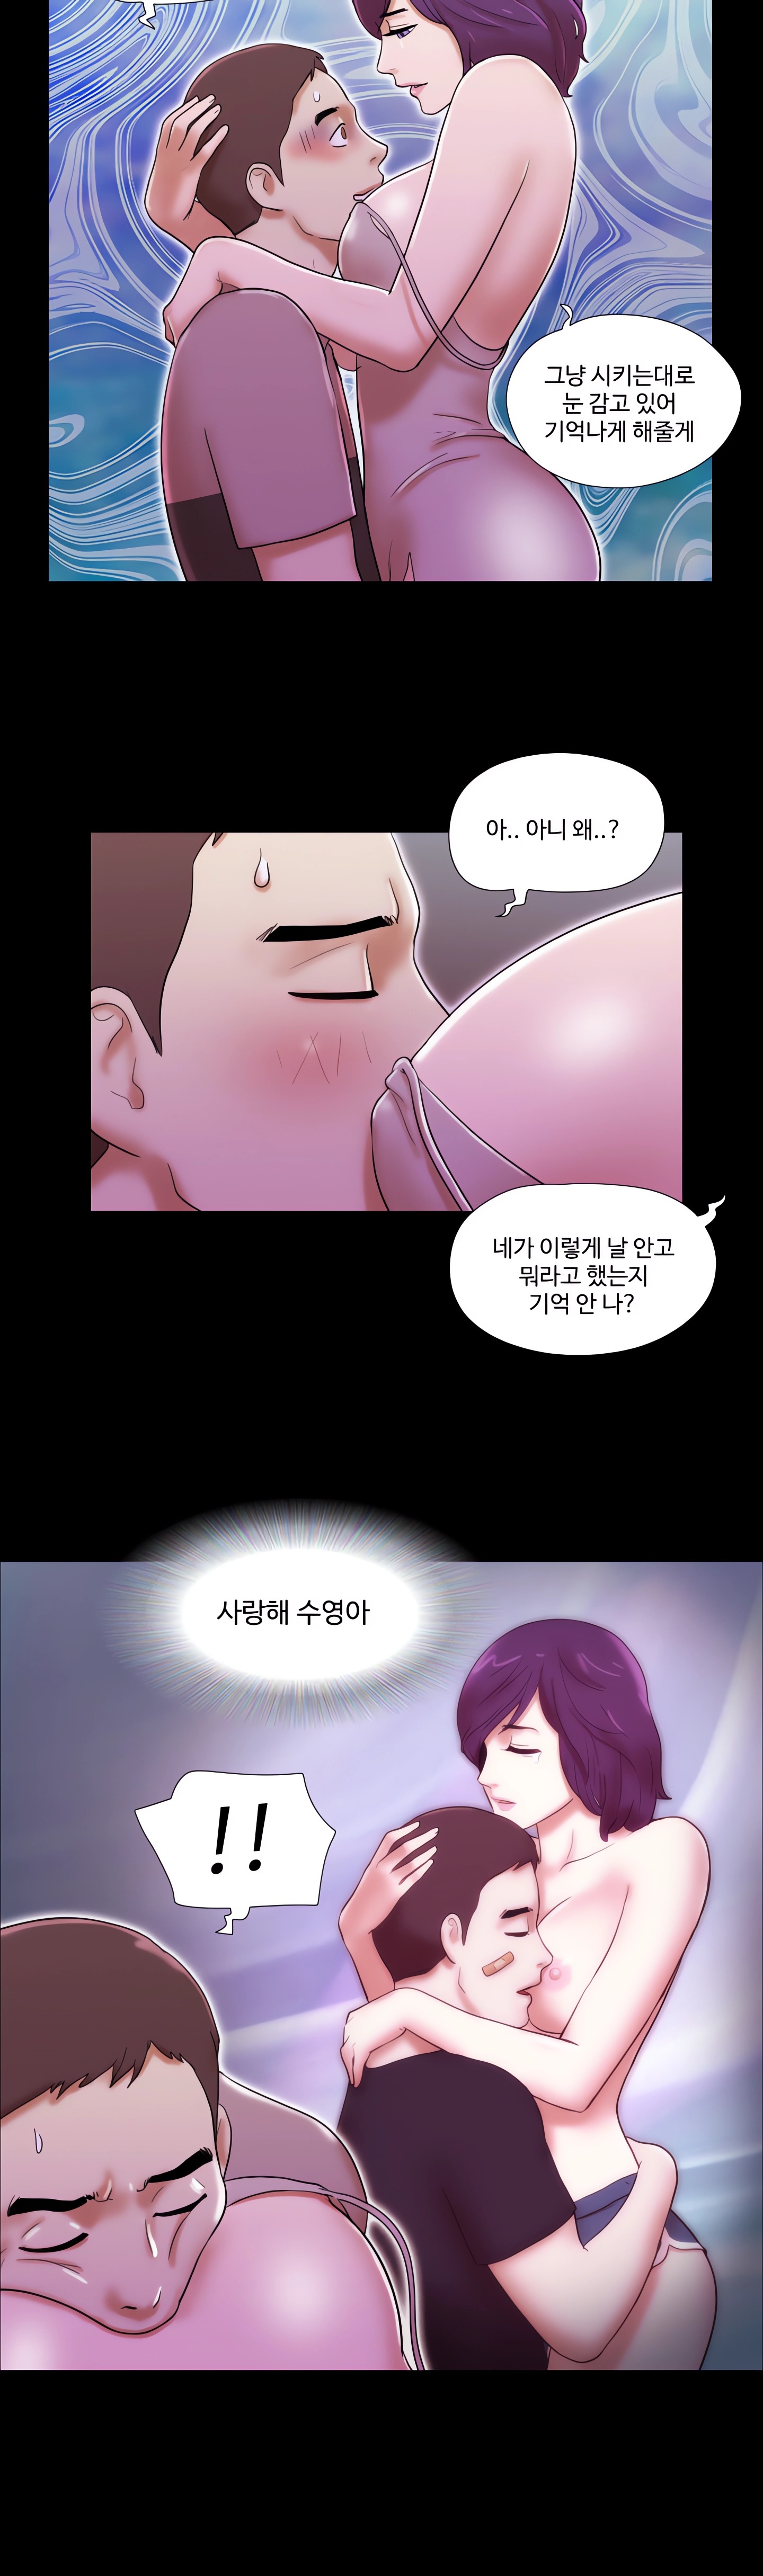 그냥 시키는대로
눈 감고 있어
기억나게 해줄게
아.. 아니 왜..?
네가 이렇게 날 안고
뭐라고 했는지
기억 안 나?
사랑해 수영아
!!